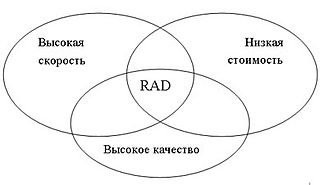 Высокая
скорость
Низкая
стоимость
RAD
Высокое качество